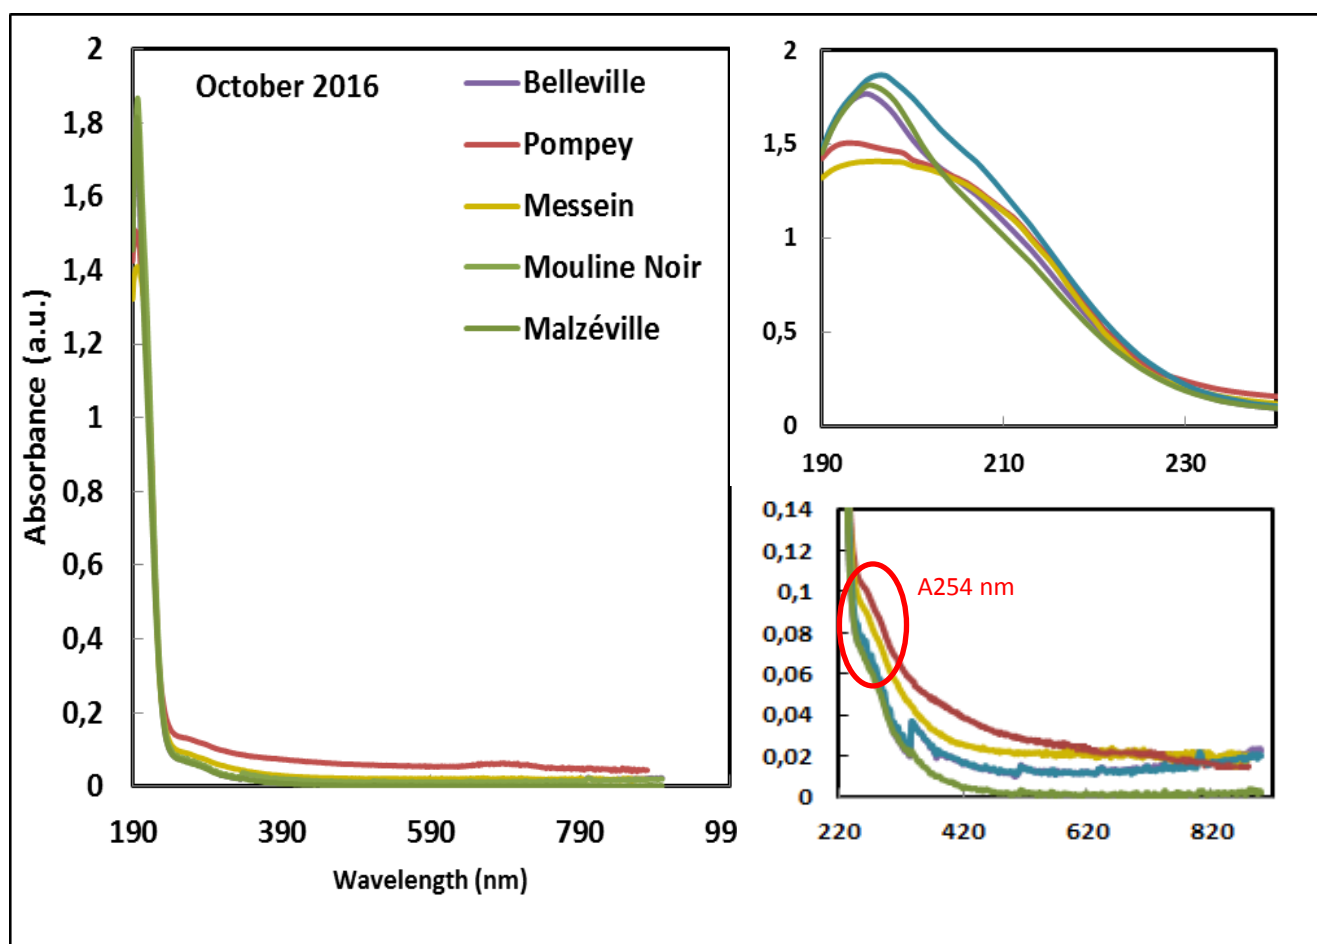 October 2016
Belleville
Pompey
Messein
Mouline Noir
Malzéville
Absorbance (a.u.)
2
1,8
1,6
1,4
1,2
1
0,8
0,6
0,4
0,2
0
190 390 590 790 99
Wavelength (nm)
2
1,5
1
0,5
0
190 210 230
0,14
0,12
0,1
0,08
0,06
0,04
0,02
0
220 420 620 820
A254 nm